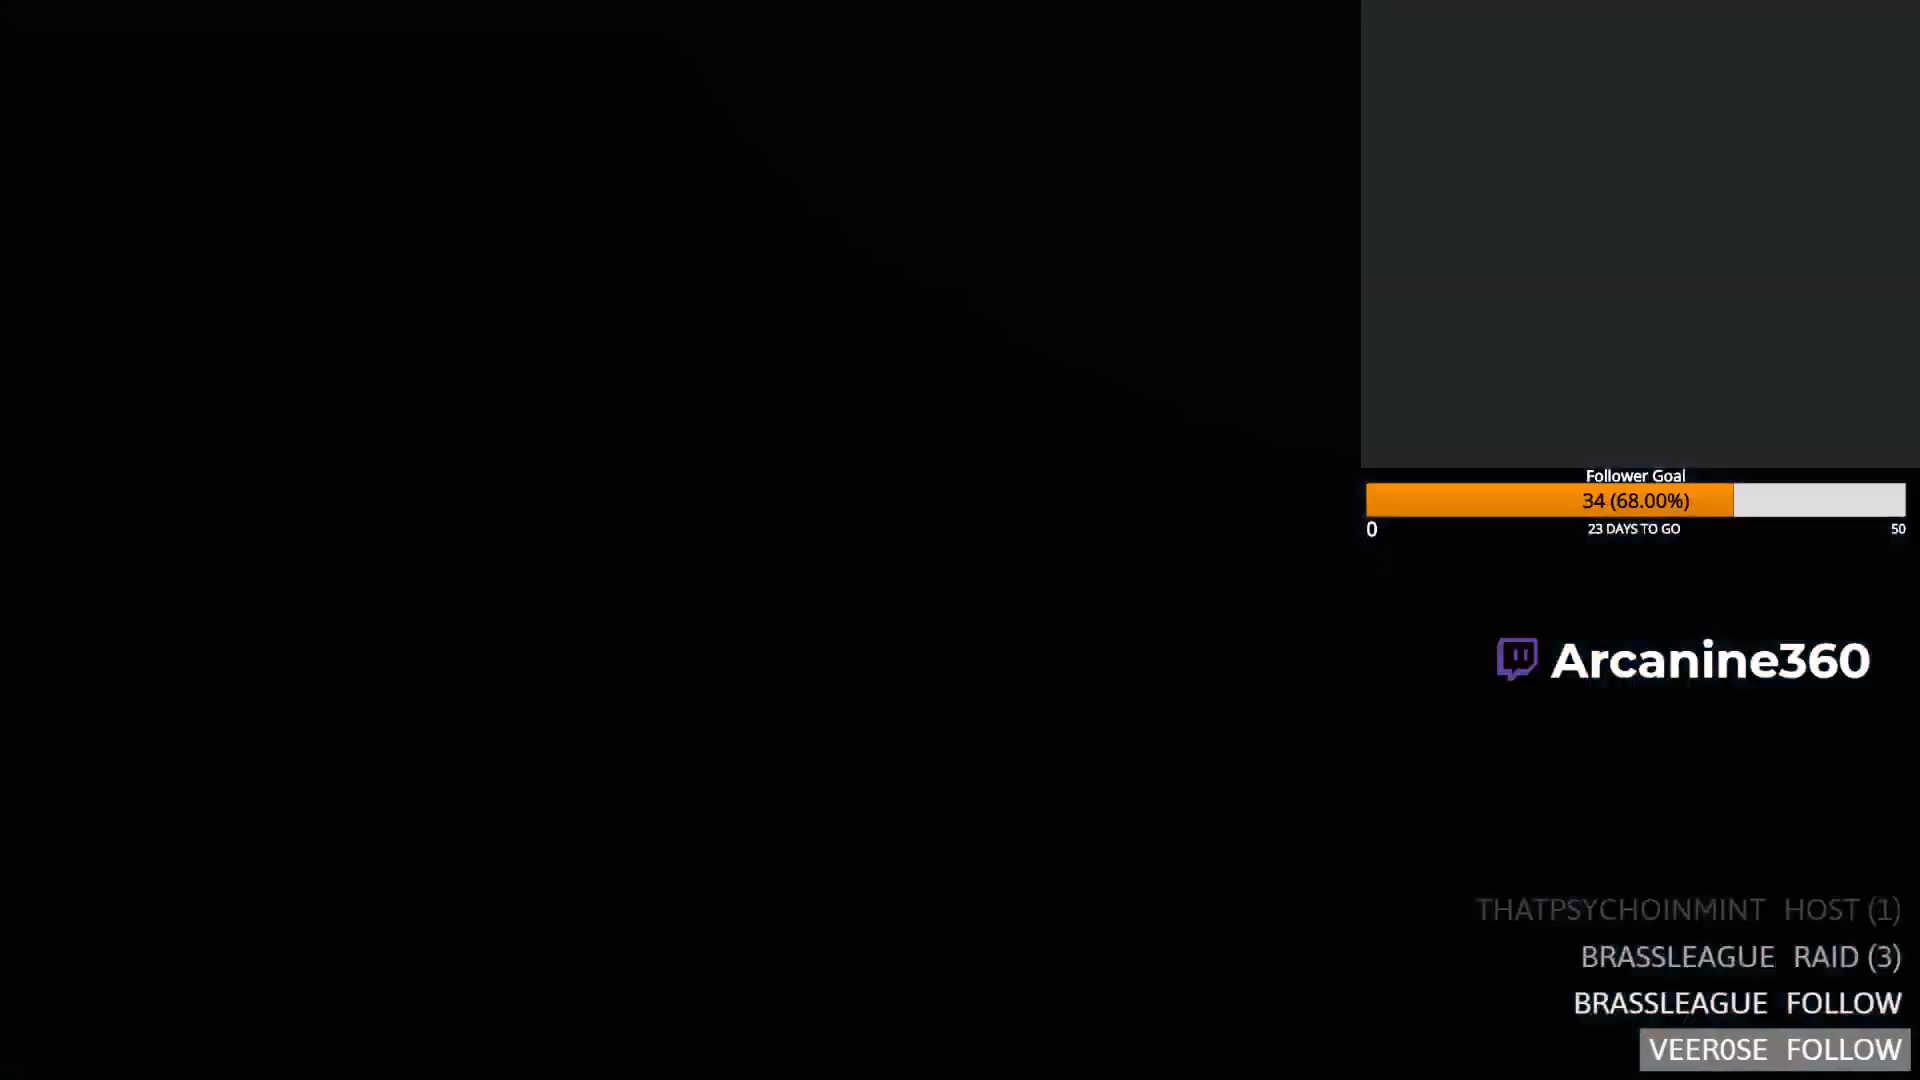 Follower Goal
34 (68.00%)
0 23 DAYS TO GO 50
Arcanine360
THATPSYCHOINMINT HOST (1)
BRASSLEAGUE RAID (3)
BRASSLEAGUE FOLLOW
VEER0SE FOLLOW